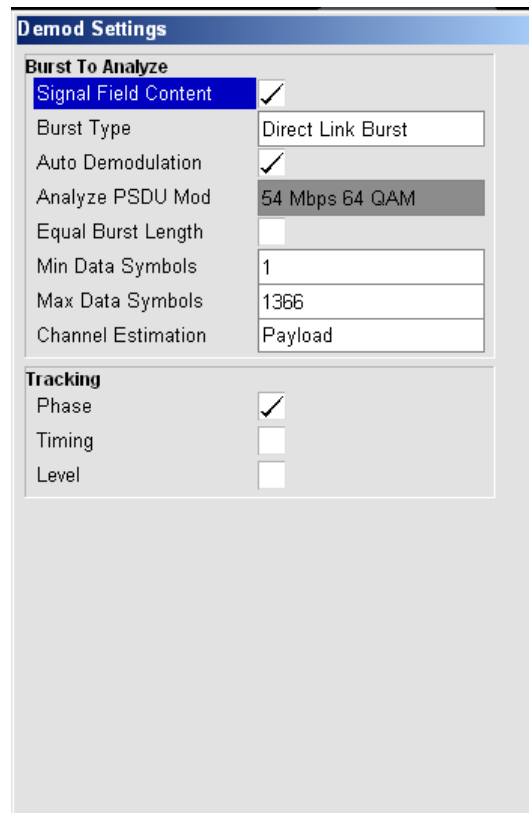 Demod Settings
Burst To Analyze
Signal Field Content
Burst Type Direct Link Burst
Auto Demodulation
Analyze PSDU Mod 54 Mbps 64 QAM
Equal Burst Length
Min Data Symbols 1
Max Data Symbols 1366
Channel Estimation Payload
Tracking
Phase
Timing
Level